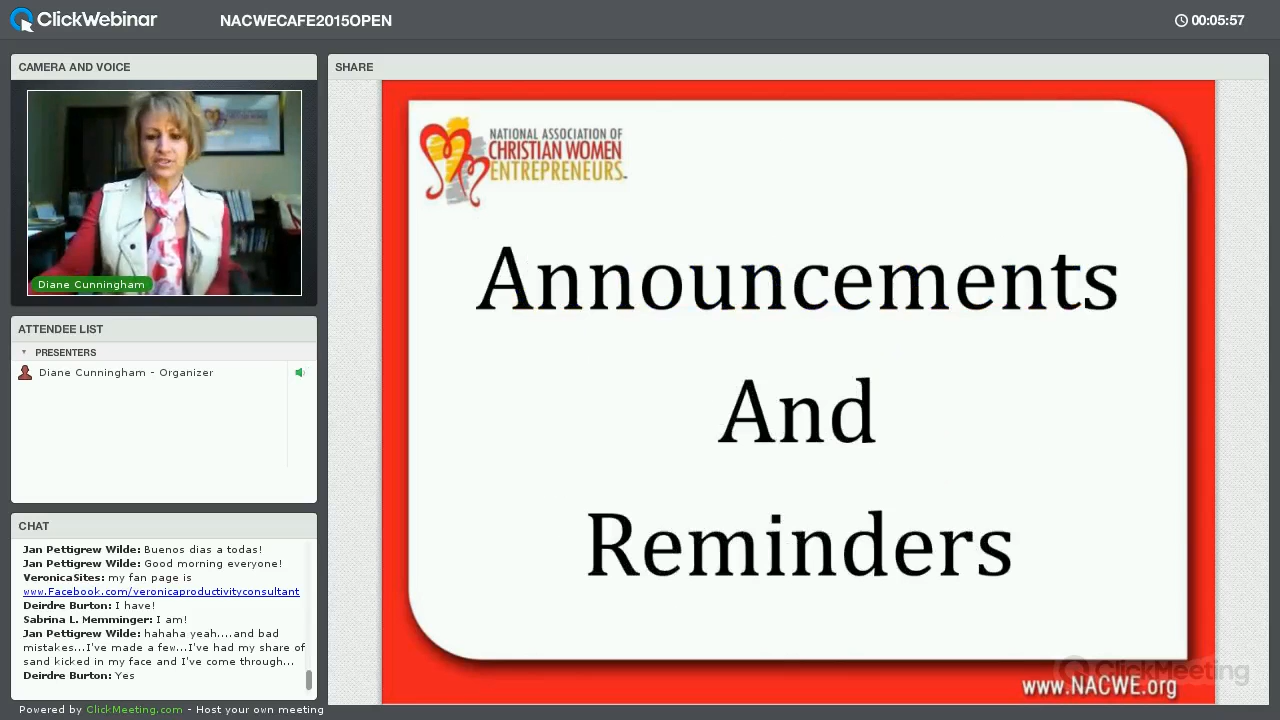 ClickWebinar
NACWECAFE2015OPEN
00:05:57
CAMERA AND VOICE
Diane Cunningham
ATTENDEE LIST
PRESENTERS
Diane Cunningham - Organizer
CHAT
Jan Pettigrew Wilde: Buenos dias a todas!
Jan Pettigrew Wilde: Good morning everyone!
VeronicaSites: my fan page is
www.Facebook.com/veronicaproductivityconsultant
Deirdre Burton: I have!
Sabrina L. Memminger: I am!
Jan Pettigrew Wilde: hahaha yeah....and bad
mistakes, I've made a few....I've had my shot of
sand kicked in my face and I've come through!
Deirdre Burton: Yes
Powered by ClickMeeting.com - Host your own meeting
SHARE
NATIONAL ASSOCIATION OF
CHRISTIAN WOMEN
ENTREPRENEURS
Announcements
And
Reminders
ClickMeeting
www.NACWE.org